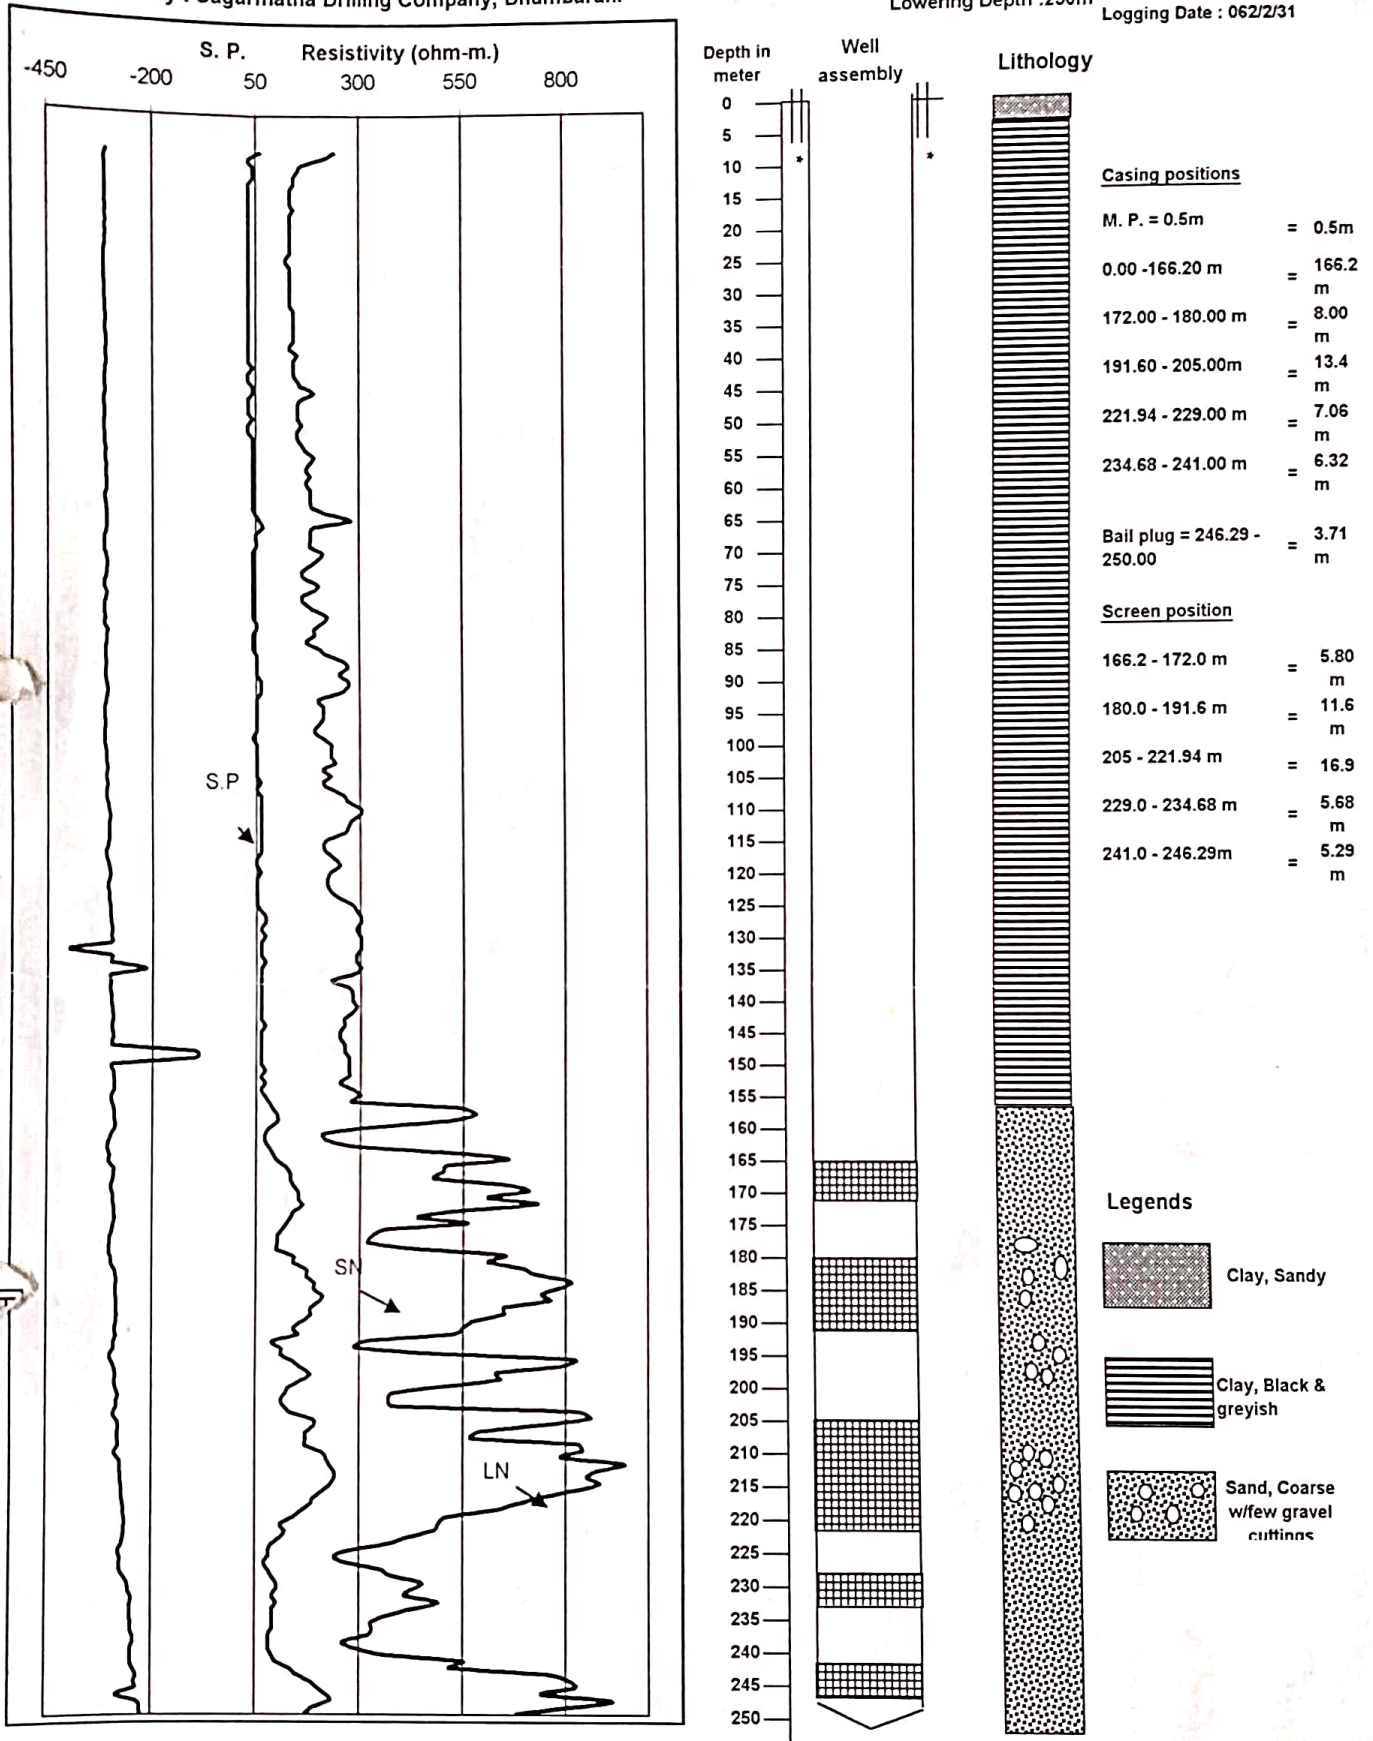 Drilling Company,
Lowering Depth :250m
Logging Date : 062/2/31
S. P. Resistivity (ohm-m.)
-450 -200 50 300 550 800
Depth in
meter
Well
assembly
Lithology
0
5
10
15
20
25
30
35
40
45
50
55
60
65
70
75
80
85
90
95
100
105
110
115
120
125
130
135
140
145
150
155
160
165
170
175
180
185
190
195
200
205
210
215
220
225
230
235
240
245
250
* *
S.P
SN
LN
Casing positions
M. P. = 0.5m = 0.5m
0.00 -166.20 m = 166.2
m
172.00 - 180.00 m = 8.00
m
191.60 - 205.00m = 13.4
m
221.94 - 229.00 m = 7.06
m
234.68 - 241.00 m = 6.32
m
Bail plug = 246.29 - = 3.71
250.00 m
Screen position
166.2 - 172.0 m = 5.80
m
180.0 - 191.6 m = 11.6
m
205 - 221.94 m = 16.9
229.0 - 234.68 m = 5.68
m
241.0 - 246.29m = 5.29
m
Legends
Clay, Sandy
Clay, Black &
greyish
Sand, Coarse
w/few gravel
cuttings